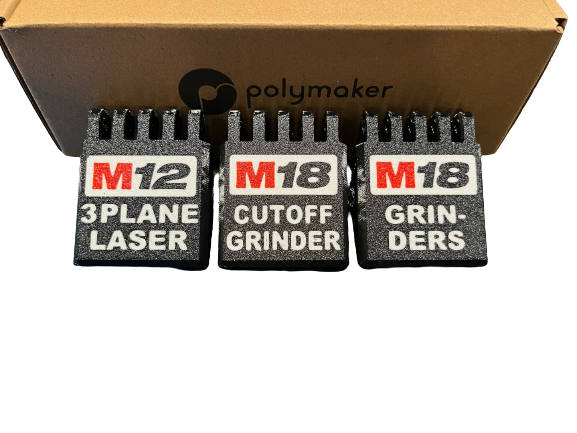 polymaker
M12
3PLANE
LASER
M18
CUTOFF
GRINDER
M18
GRIN-
DERS